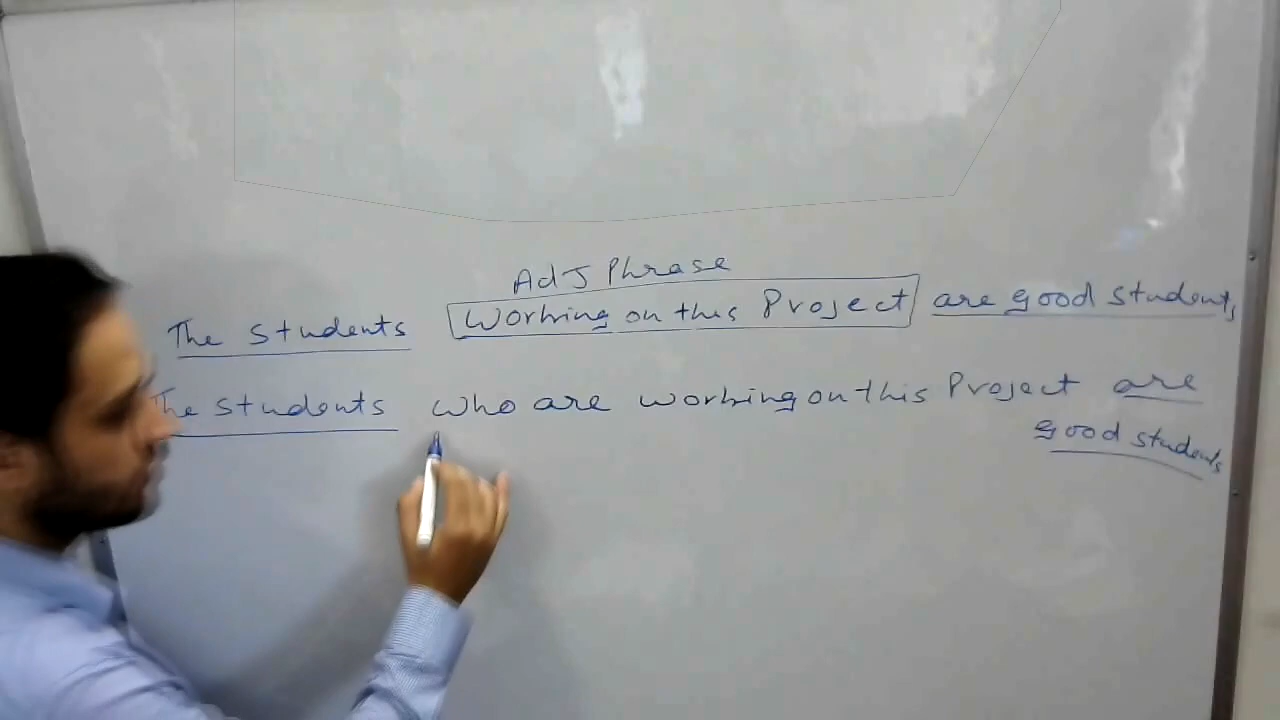 AdJ Phrase
The students working on this Project are good students
The students who are working on this Project are
good students